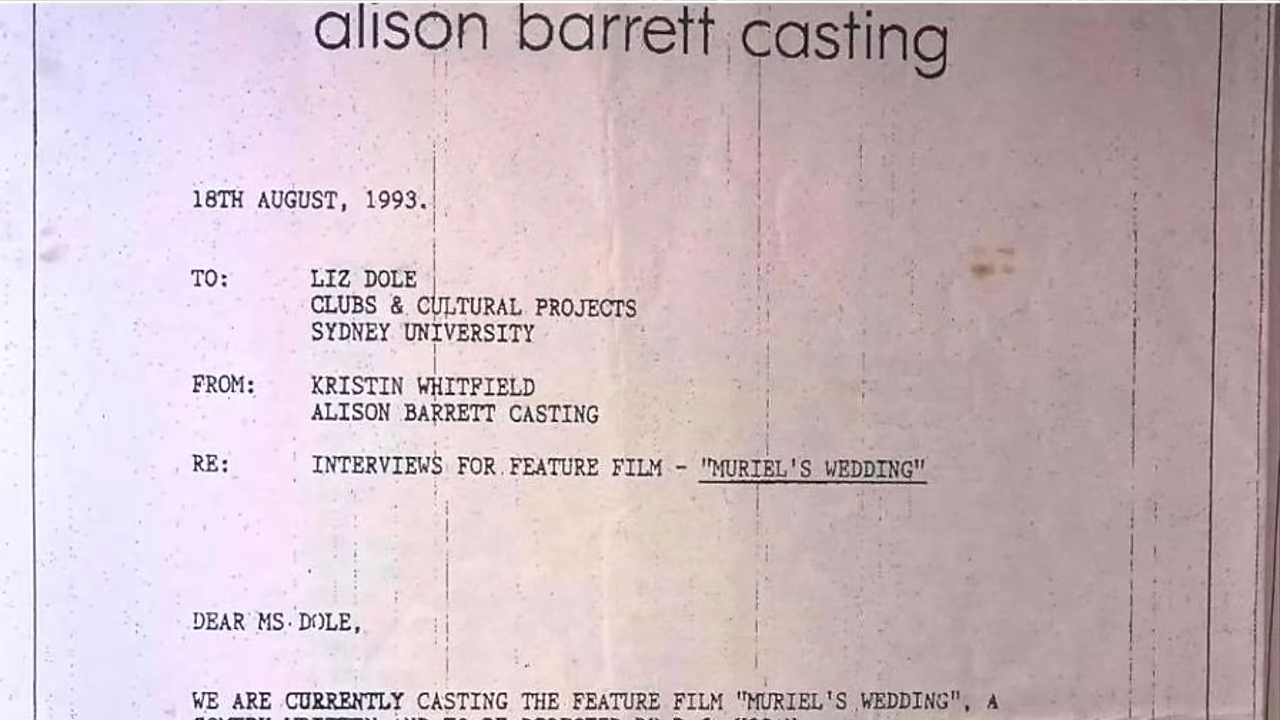 alison barrett casting
18TH AUGUST, 1993.
TO: LIZ DOLE
CLUBS & CULTURAL PROJECTS
SYDNEY UNIVERSITY
FROM: KRISTIN WHITFIELD
ALISON BARRETT CASTING
RE: INTERVIEWS FOR FEATURE FILM - "MURIEL'S WEDDING"
DEAR MS. DOLE,
WE ARE CURRENTLY CASTING THE FEATURE FILM "MURIEL'S WEDDING", A